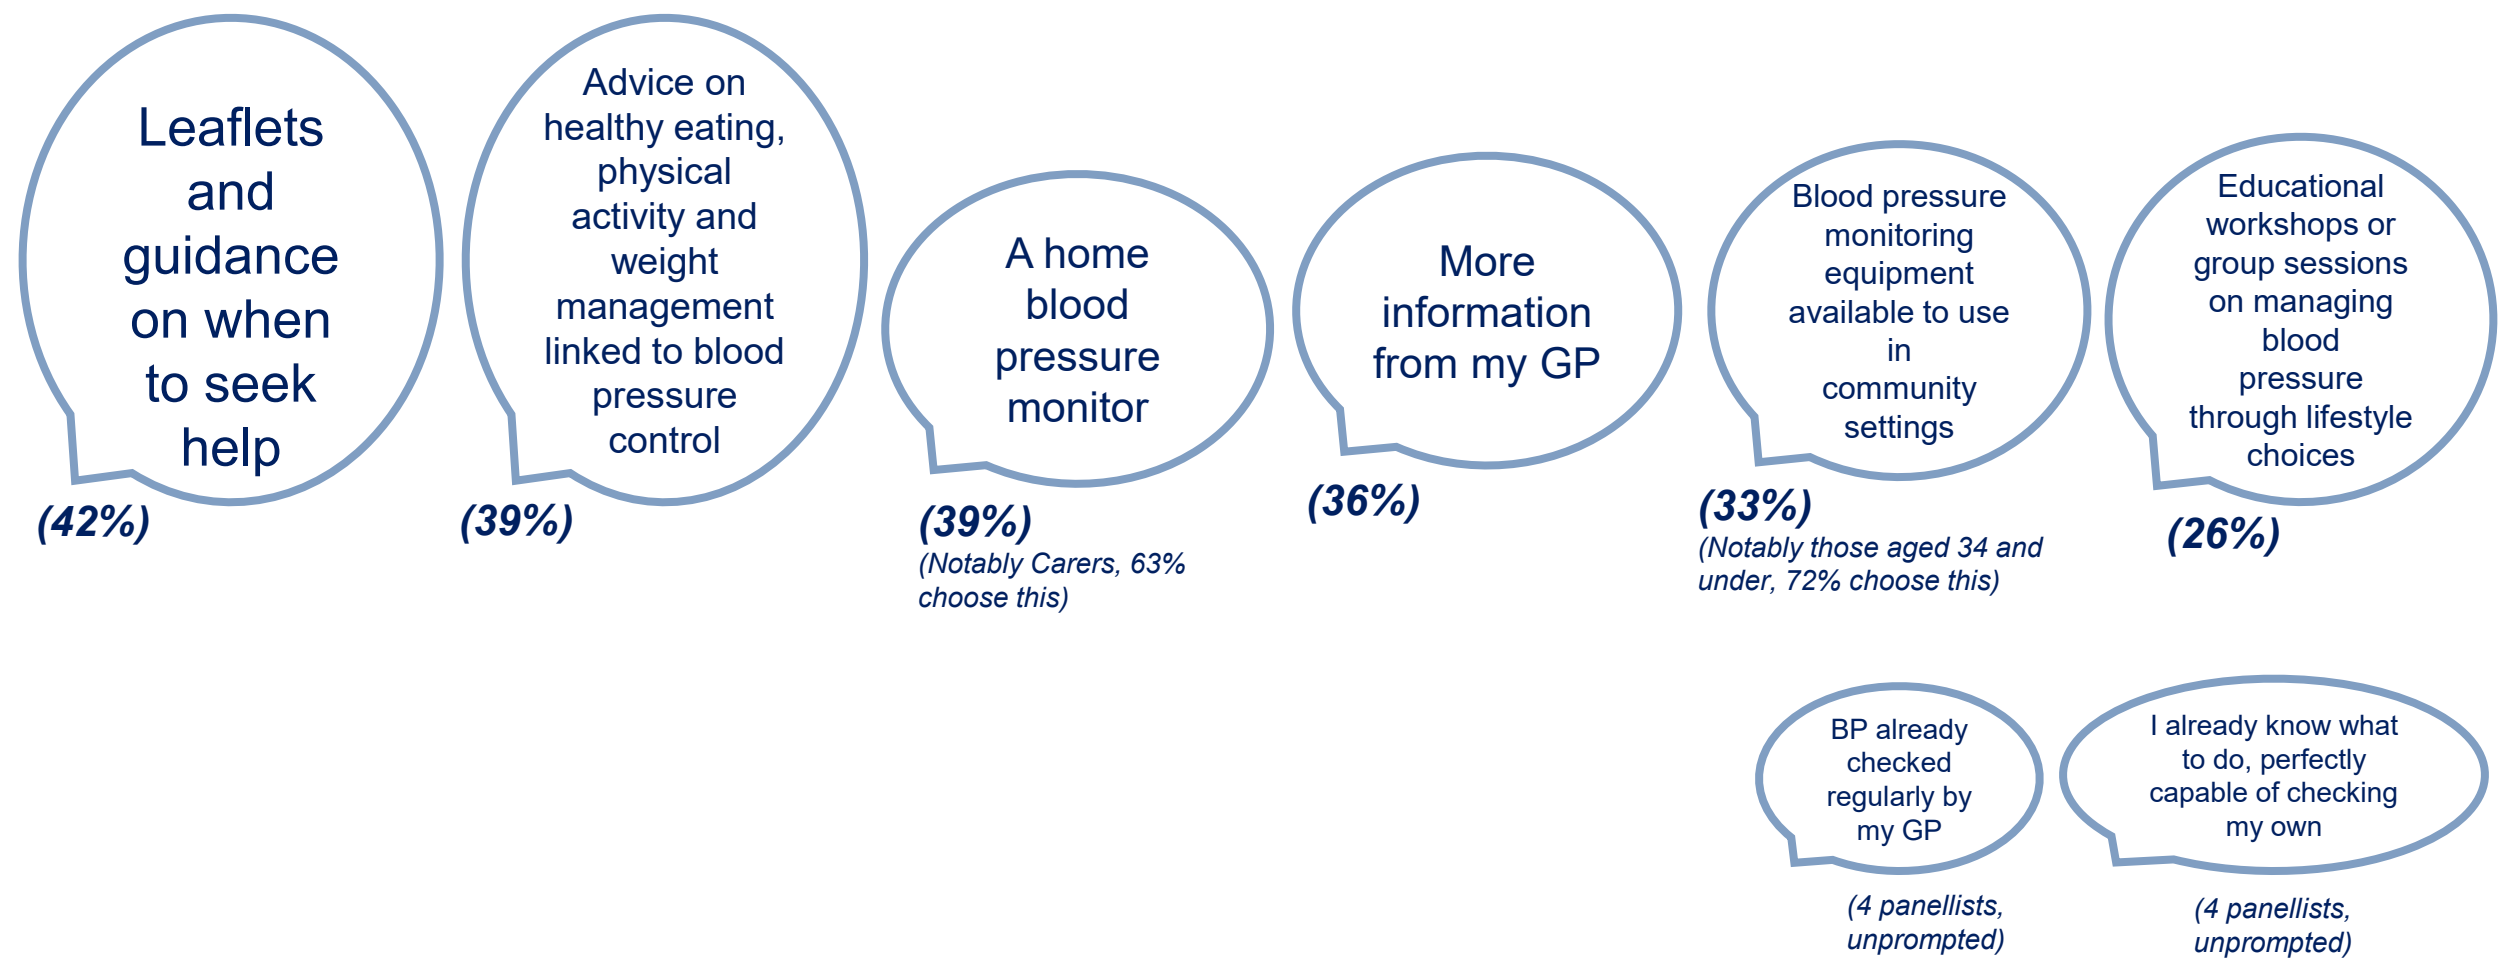 Leaflets
and
guidance
on when
to seek
help
(42%)
Advice on
healthy eating,
physical
activity and
weight
management
linked to blood
pressure
control
(39%)
A home
blood
pressure
monitor
(39%)
(Notably Carers, 63%
choose this)
More
information
from my GP
(36%)
Blood pressure
monitoring
equipment
available to use
in
community
settings
(33%)
(Notably those aged 34 and
under, 72% choose this)
Educational
workshops or
group sessions
on managing
blood
pressure
through lifestyle
choices
(26%)
BP already
checked
regularly by
my GP
(4 panellists,
unprompted)
I already know what
to do, perfectly
capable of checking
my own
(4 panellists,
unprompted)